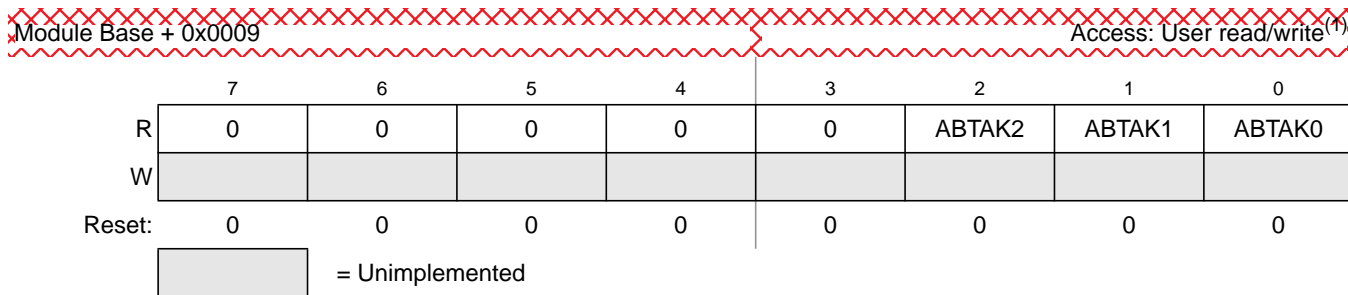 Module Base + 0x0009 Access: User read/write(1)
7 6 5 4 3 2 1 0
R 0 0 0 0 0 ABTAK2 ABTAK1 ABTAK0
W
Reset: 0 0 0 0 0 0 0 0
= Unimplemented